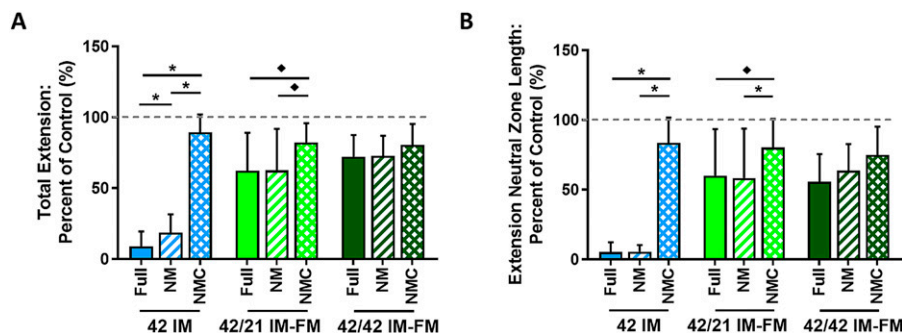 A
Total Extension:
Percent of Control (%)
150
100
50
0
* * *
◆ ◆
Full NM NMC Full NM NMC Full NM NMC
42 IM 42/21 IM-FM 42/42 IM-FM
B
Extension Neutral Zone Length:
Percent of Control (%)
150
100
50
0
* *
◆ *
Full NM NMC Full NM NMC Full NM NMC
42 IM 42/21 IM-FM 42/42 IM-FM